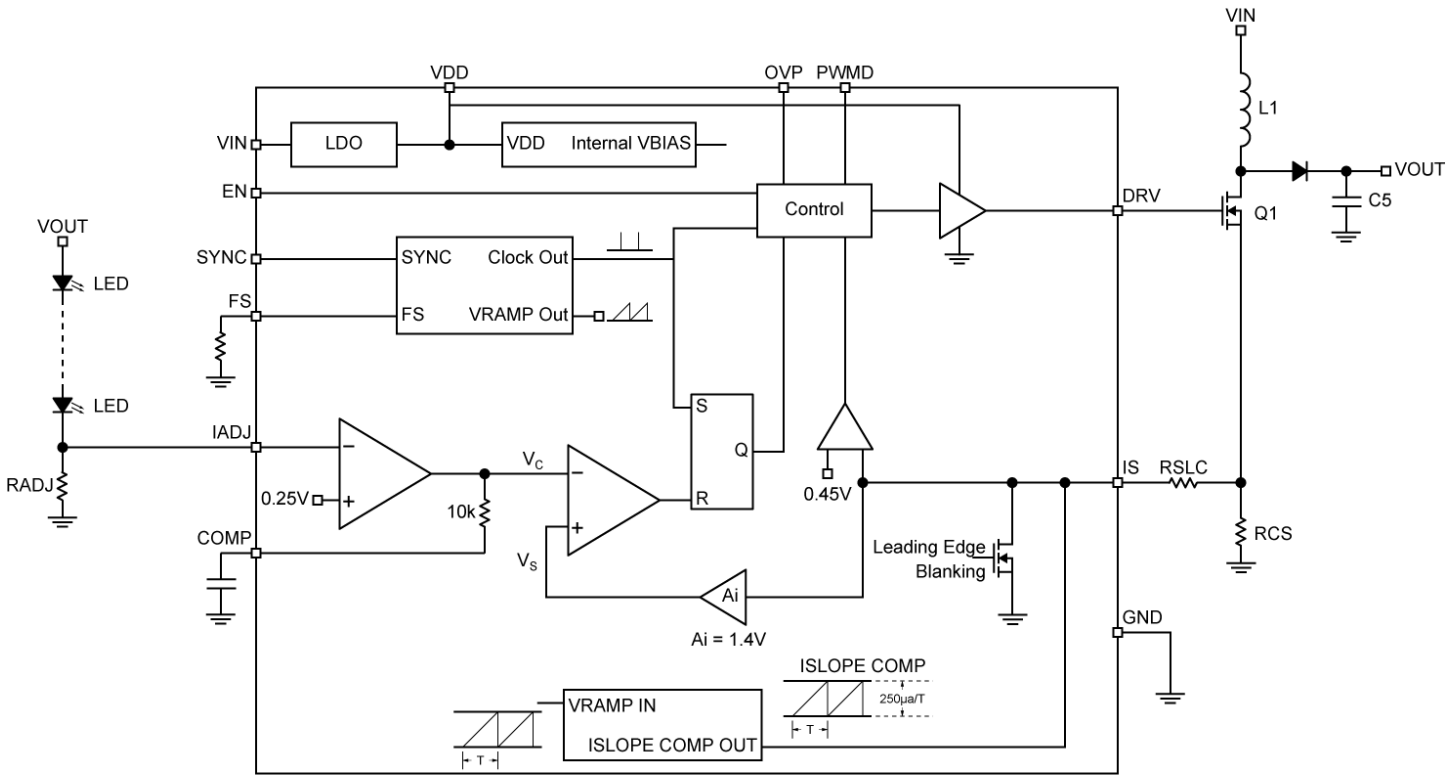 VIN
VDD
OVP
PWMD
L1
VIN
LDO
VDD
Internal VBIAS
VOUT
EN
Control
DRV
C5
Q1
VOUT
SYNC
SYNC
Clock Out
LED
FS
FS
VRAMP Out
LED
S
IADJ
−
Q
VC
−
IS
RSLC
RADJ
0.25V
+
0.45V
R
10k
+
RCS
COMP
Leading Edge
Blanking
VS
Ai
GND
Ai = 1.4V
ISLOPE COMP
VRAMP IN
250µa/T
T
ISLOPE COMP OUT
T